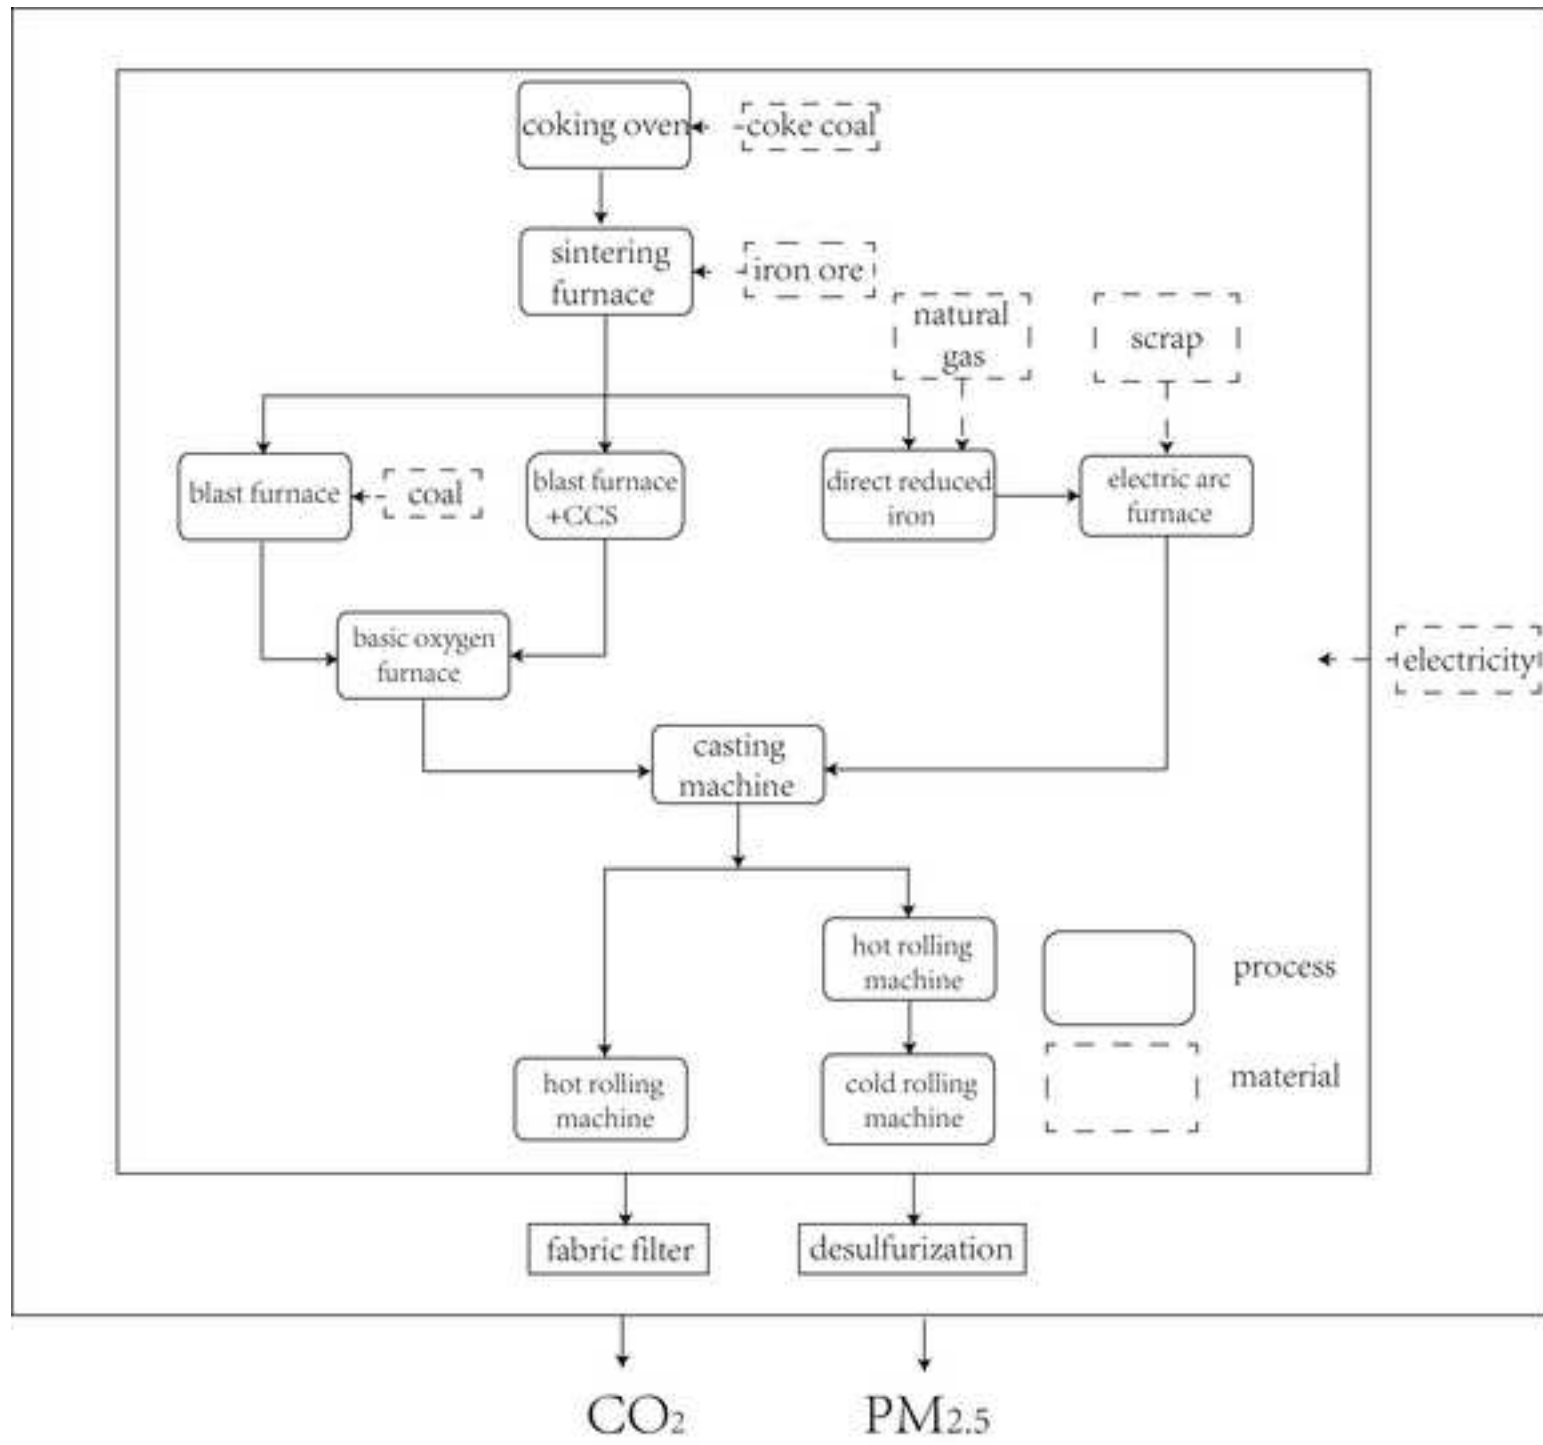 coking oven
coke coal
sintering
furnace
iron ore
natural
gas
scrap
blast furnace
coal
blast furnace
+CCS
direct reduced
iron
electric arc
furnace
basic oxygen
furnace
electricity
casting
machine
hot rolling
machine
process
hot rolling
machine
cold rolling
machine
material
fabric filter
desulfurization
CO2
PM2.5